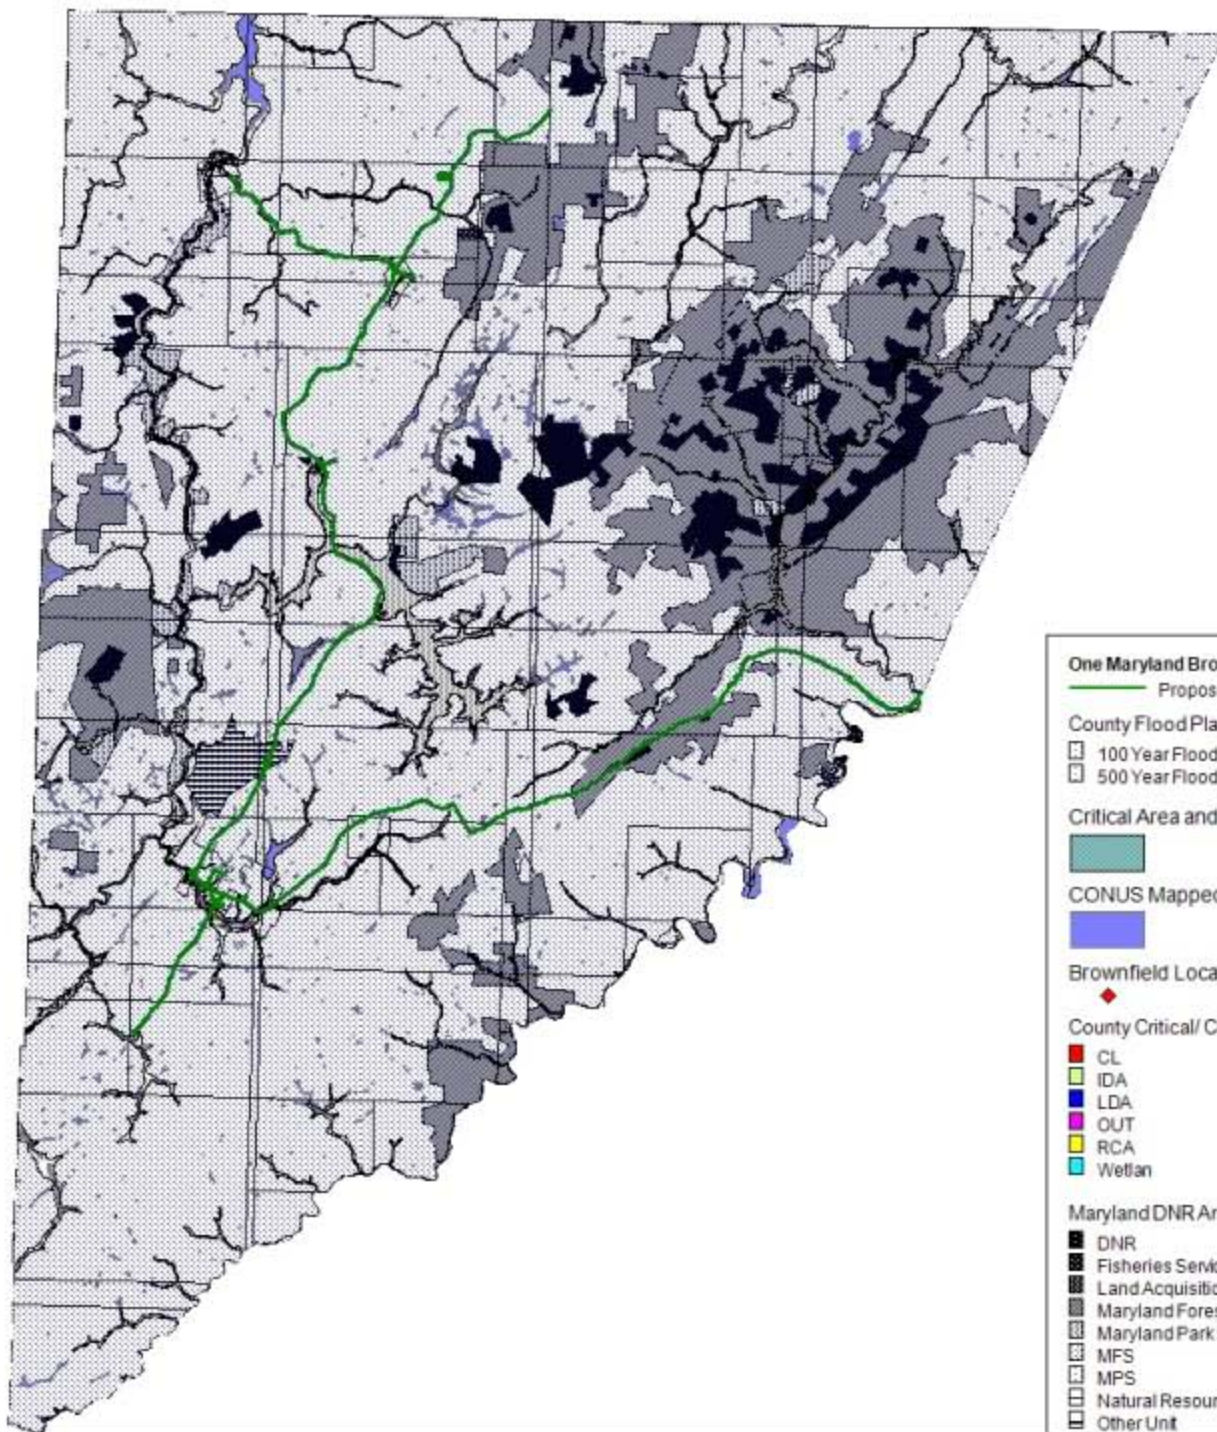 One Maryland Bro
Propos
County Flood Pla
100 Year Flood
500 Year Flood
Critical Area and
CONUS Mapped
Brownfield Loca
County Critical/ C
CL
IDA
LDA
OUT
RCA
Wetlan
Maryland DNR Ar
DNR
Fisheries Servic
Land Acquisitio
Maryland Fores
Maryland Park
MFS
MPS
Natural Resour
Other Unit